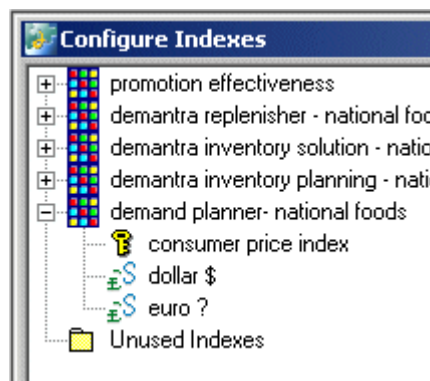 Configure Indexes
promotion effectiveness
demantra replenisher - national foo
demantra inventory solution - natio
demantra inventory planning - nati
demand planner- national foods
consumer price index
dollar $
euro ?
Unused Indexes